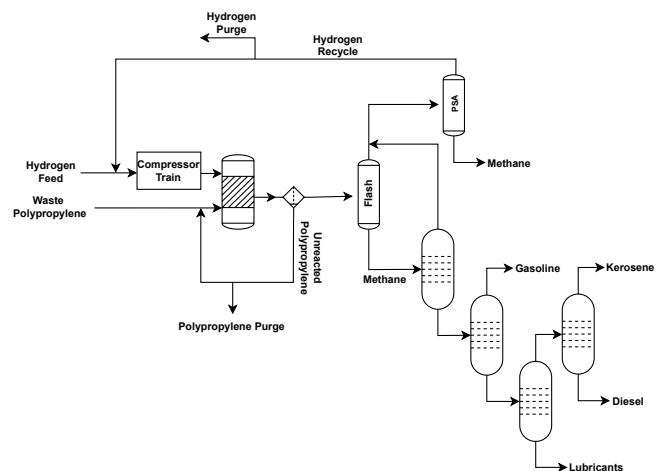 Hydrogen
Purge
Hydrogen
Recycle
PSA
Methane
Hydrogen
Feed
Compressor
Train
Waste
Polypropylene
Unreacted
Polypropylene
Flash
Methane
Polypropylene Purge
Gasoline
Kerosene
Diesel
Lubricants